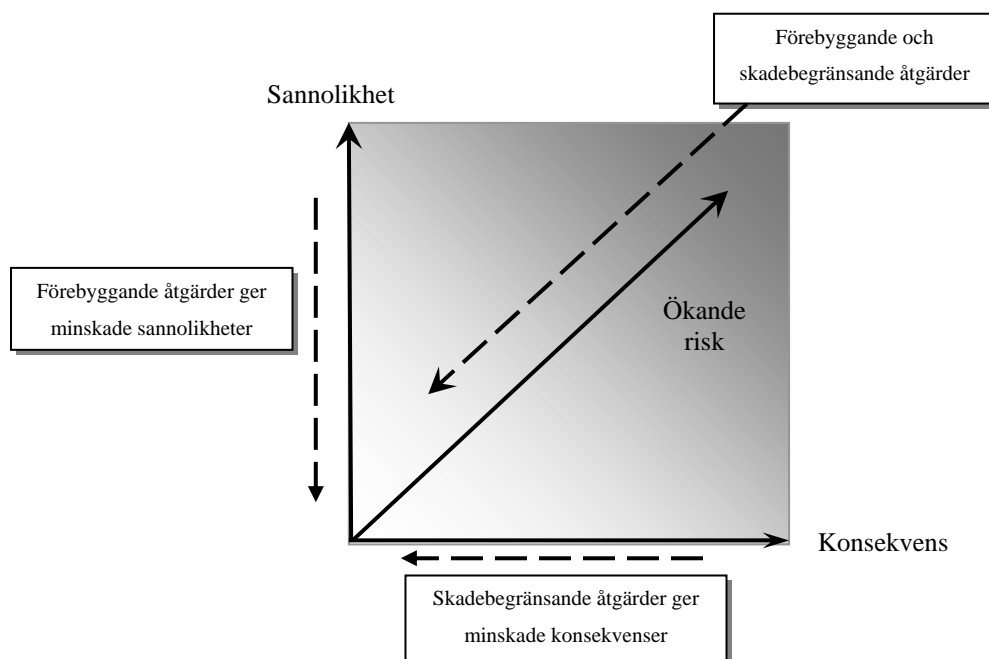 Förebyggande och
skadebegränsande åtgärder
Sannolikhet
Förebyggande åtgärder ger
minskade sannolikheter
Ökande
risk
Konsekvens
Skadebegränsande åtgärder ger
minskade konsekvenser